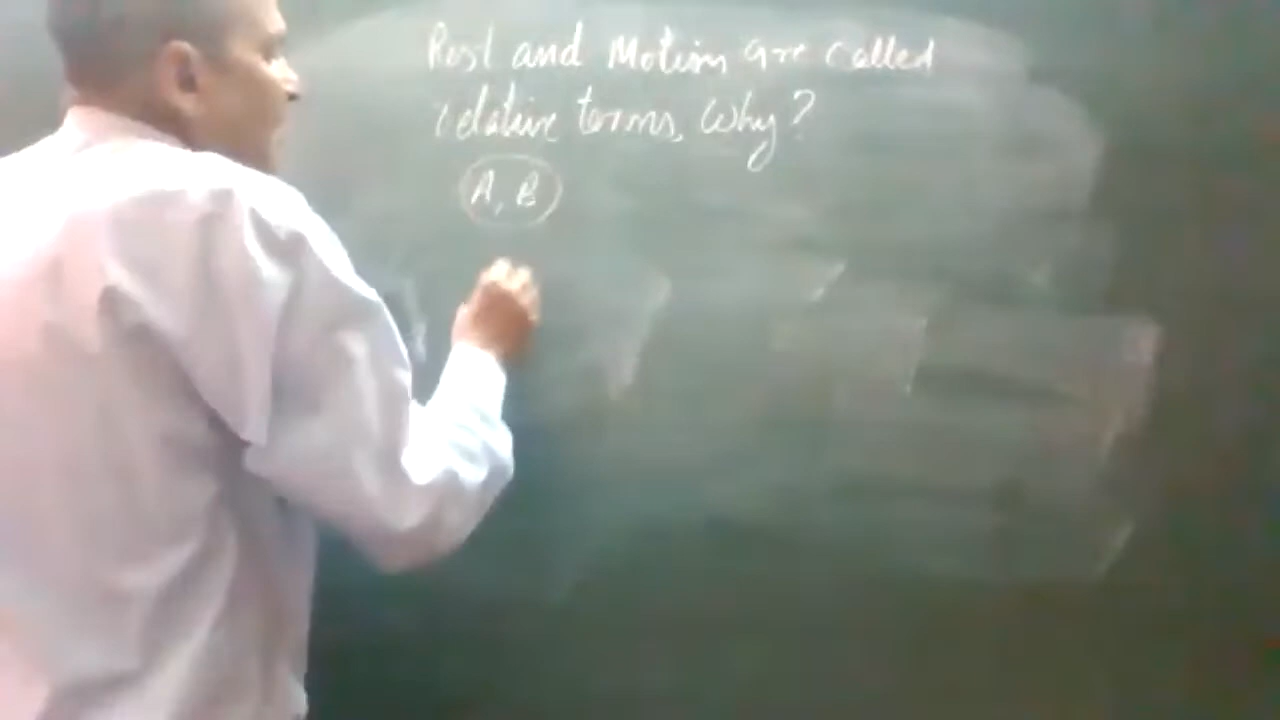 Rest and Motion are called
relative terms, Why?
A, B